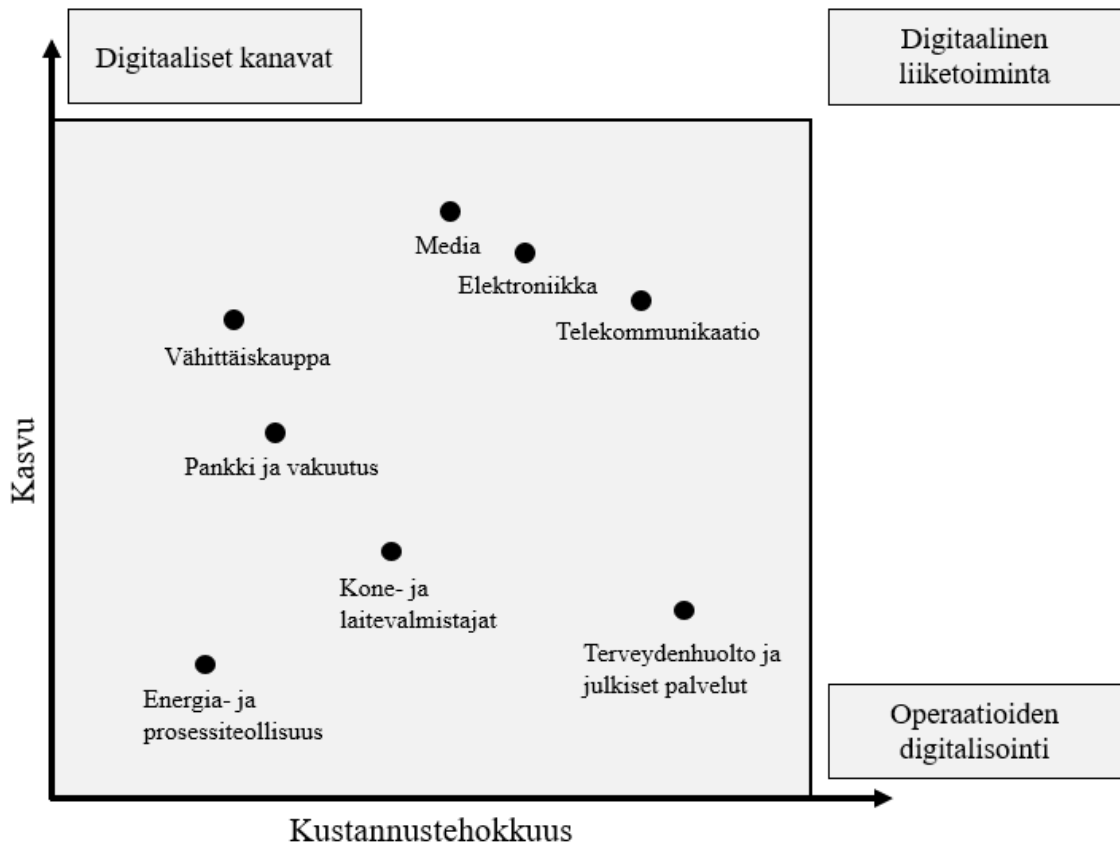 Digitaaliset kanavat
Digitaalinen
liiketoiminta
Media
Elektroniikka
Telekommunikaatio
Vähittäiskauppa
Pankki ja vakuutus
Kasvu
Kone- ja
laitevalmistajat
Terveydenhuolto ja
julkiset palvelut
Energia- ja
prosessiteollisuus
Operaatioiden
digitalisointi
Kustannustehokkuus